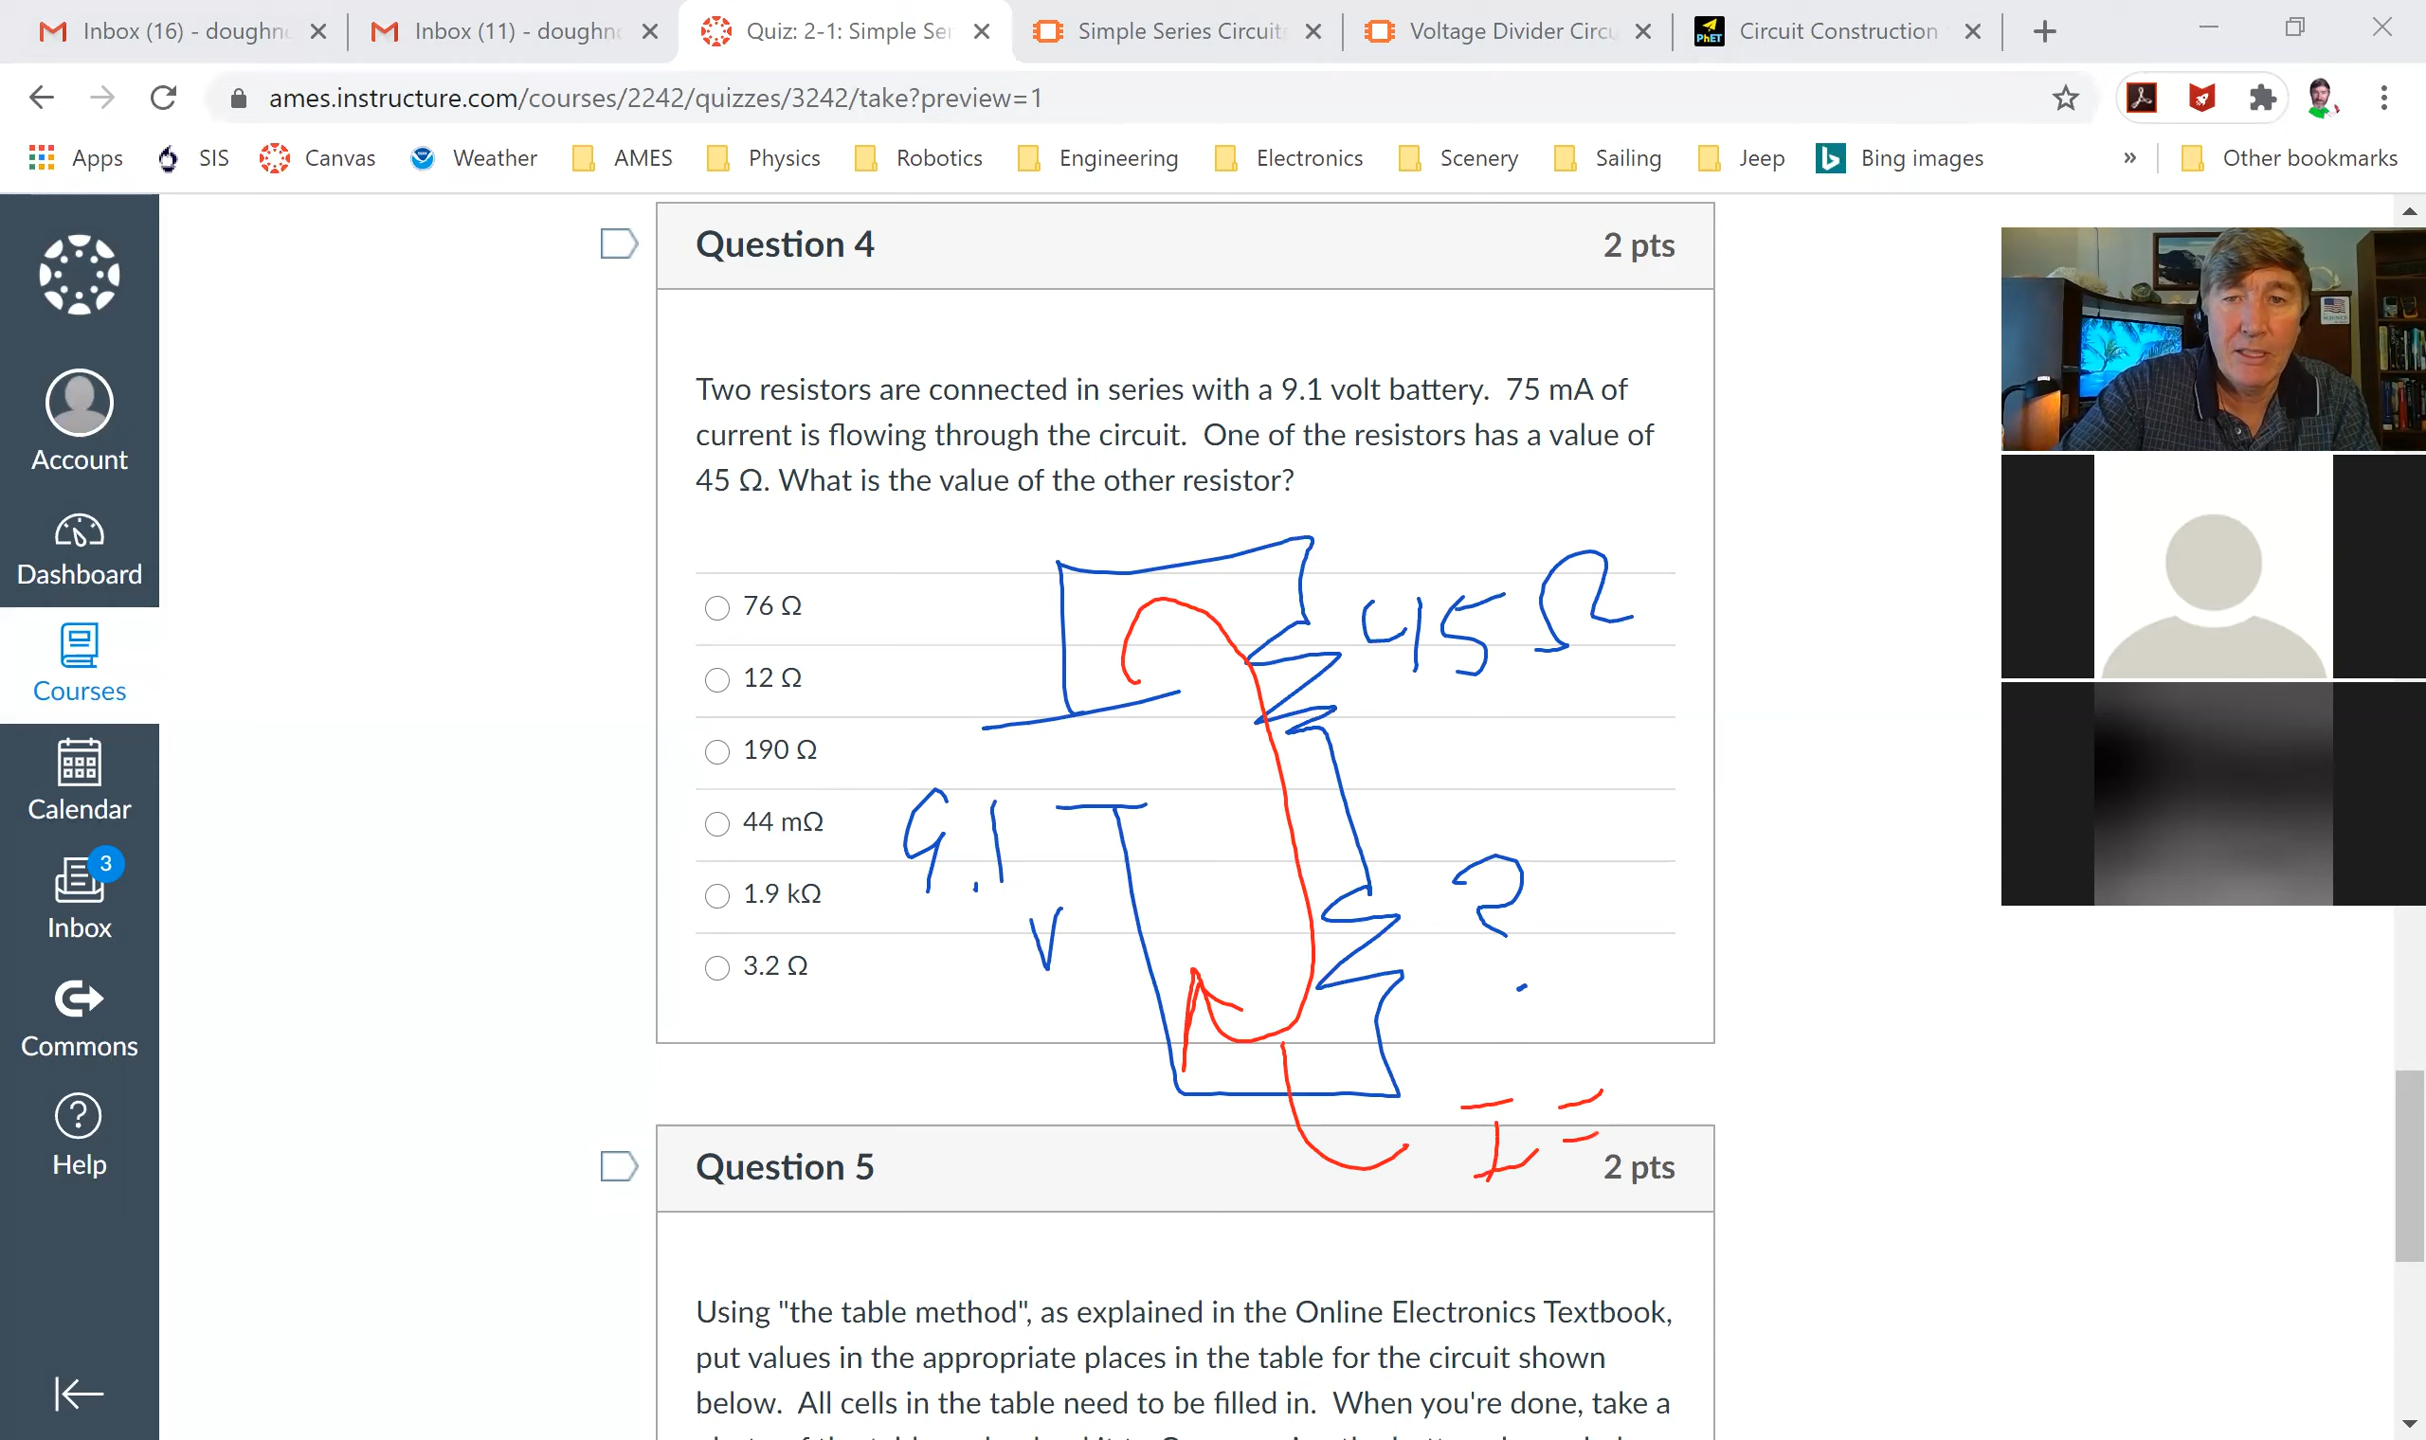 Inbox (16) - doughn
Inbox (11) - doughn
Quiz: 2-1: Simple Se
Simple Series Circuit
Voltage Divider Circu
PhET
Circuit Construction
ames.instructure.com/courses/2242/quizzes/3242/take?preview=1
Apps
SIS
Canvas
Weather
AMES
Physics
Robotics
Engineering
Electronics
Scenery
Sailing
Jeep
Bing images
»
Other bookmarks
Account
Dashboard
Courses
Calendar
3
Inbox
Commons
Help
Question 4
2 pts
Two resistors are connected in series with a 9.1 volt battery. 75 mA of
current is flowing through the circuit. One of the resistors has a value of
45 Ω. What is the value of the other resistor?
76 Ω
12 Ω
190 Ω
44 mΩ
1.9 kΩ
3.2 Ω
45 Ω
9.1
V
?
I =
Question 5
2 pts
Using "the table method", as explained in the Online Electronics Textbook,
put values in the appropriate places in the table for the circuit shown
below. All cells in the table need to be filled in. When you're done, take a